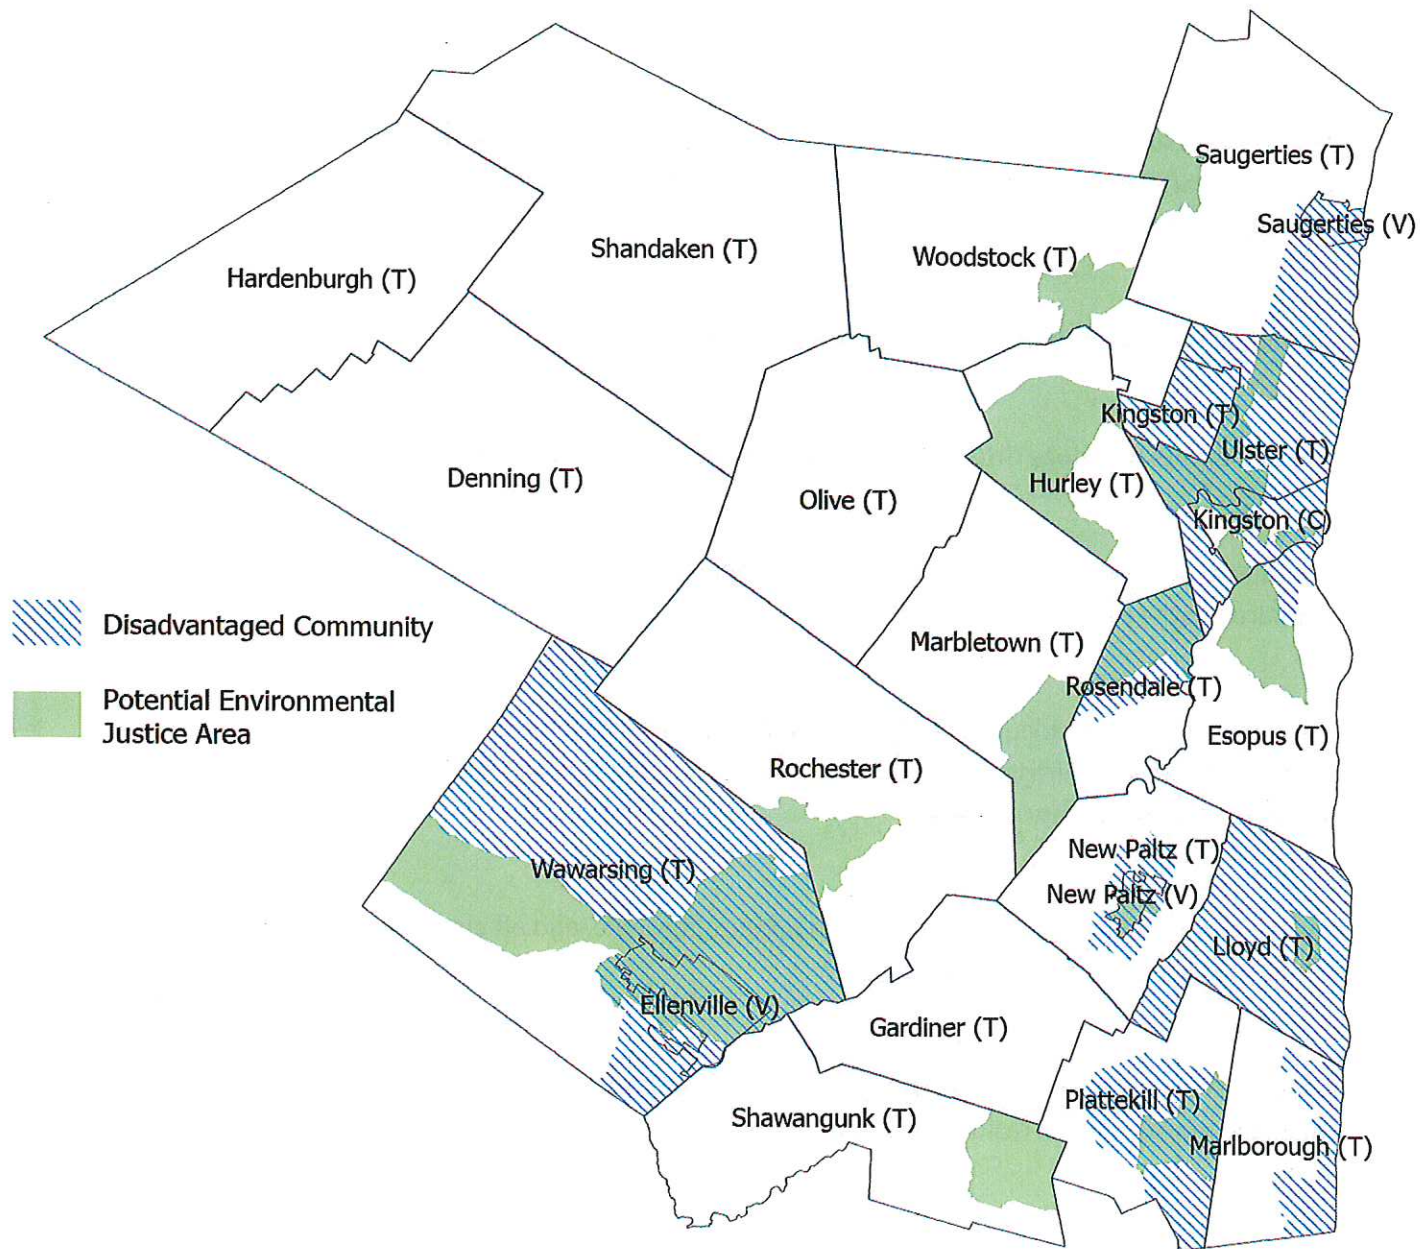 Saugerties (T)
Saugerties (V)
Shandaken (T)
Woodstock (T)
Hardenburgh (T)
Kingston (T)
Ulster (T)
Denning (T)
Olive (T)
Hurley (T)
Kingston (C)
Disadvantaged Community
Marbletown (T)
Rosendale (T)
Potential Environmental
Justice Area
Esopus (T)
Rochester (T)
New Paltz (T)
Wawarsing (T)
New Paltz (V)
Lloyd (T)
Ellenville (V)
Gardiner (T)
Plattekill (T)
Shawangunk (T)
Marlborough (T)